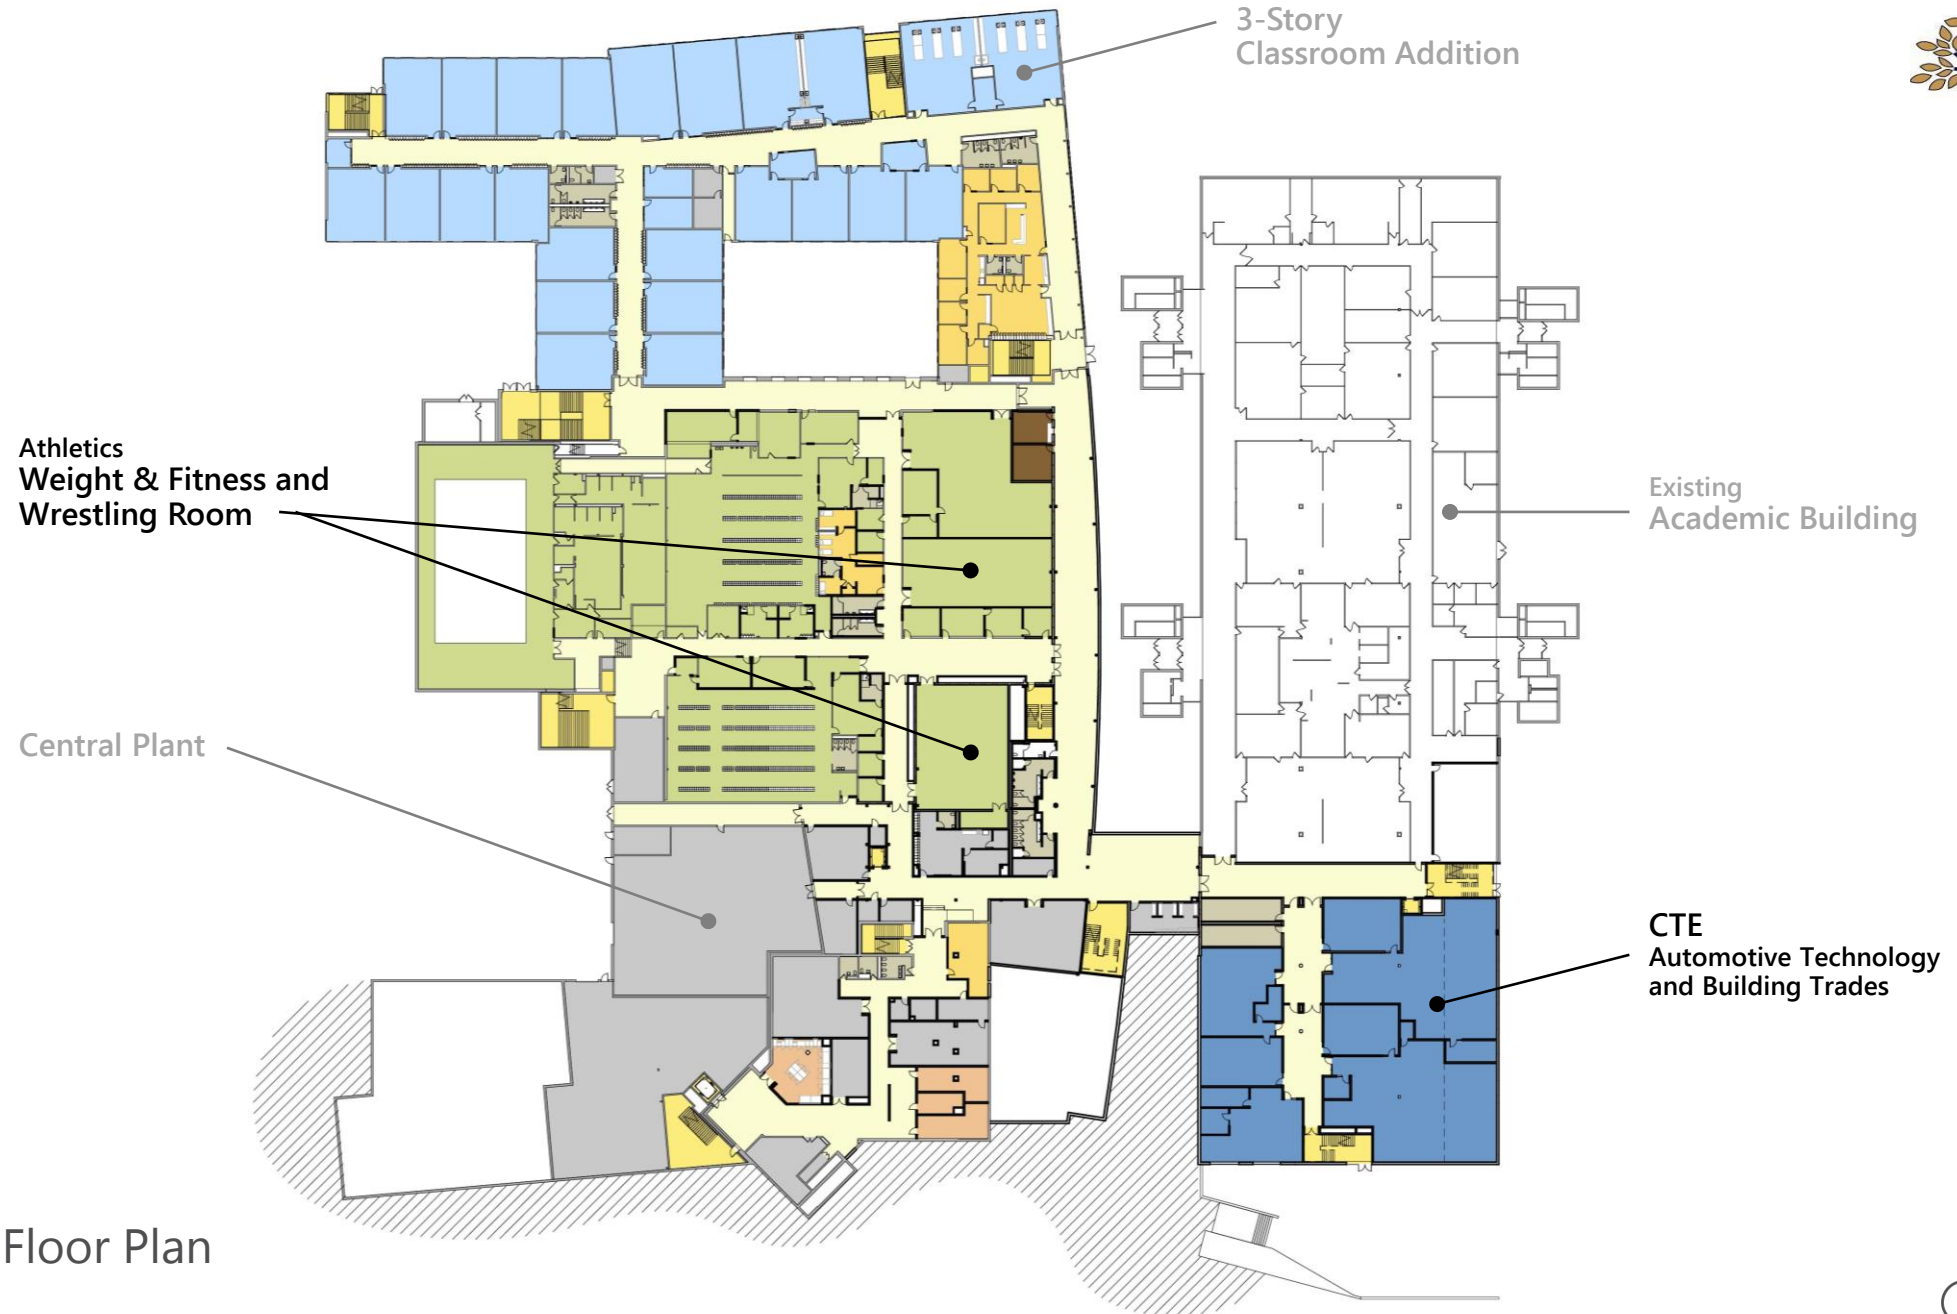 3-Story
Classroom Addition
Athletics
Weight & Fitness and
Wrestling Room
Existing
Academic Building
Central Plant
CTE
Automotive Technology
and Building Trades
Floor Plan